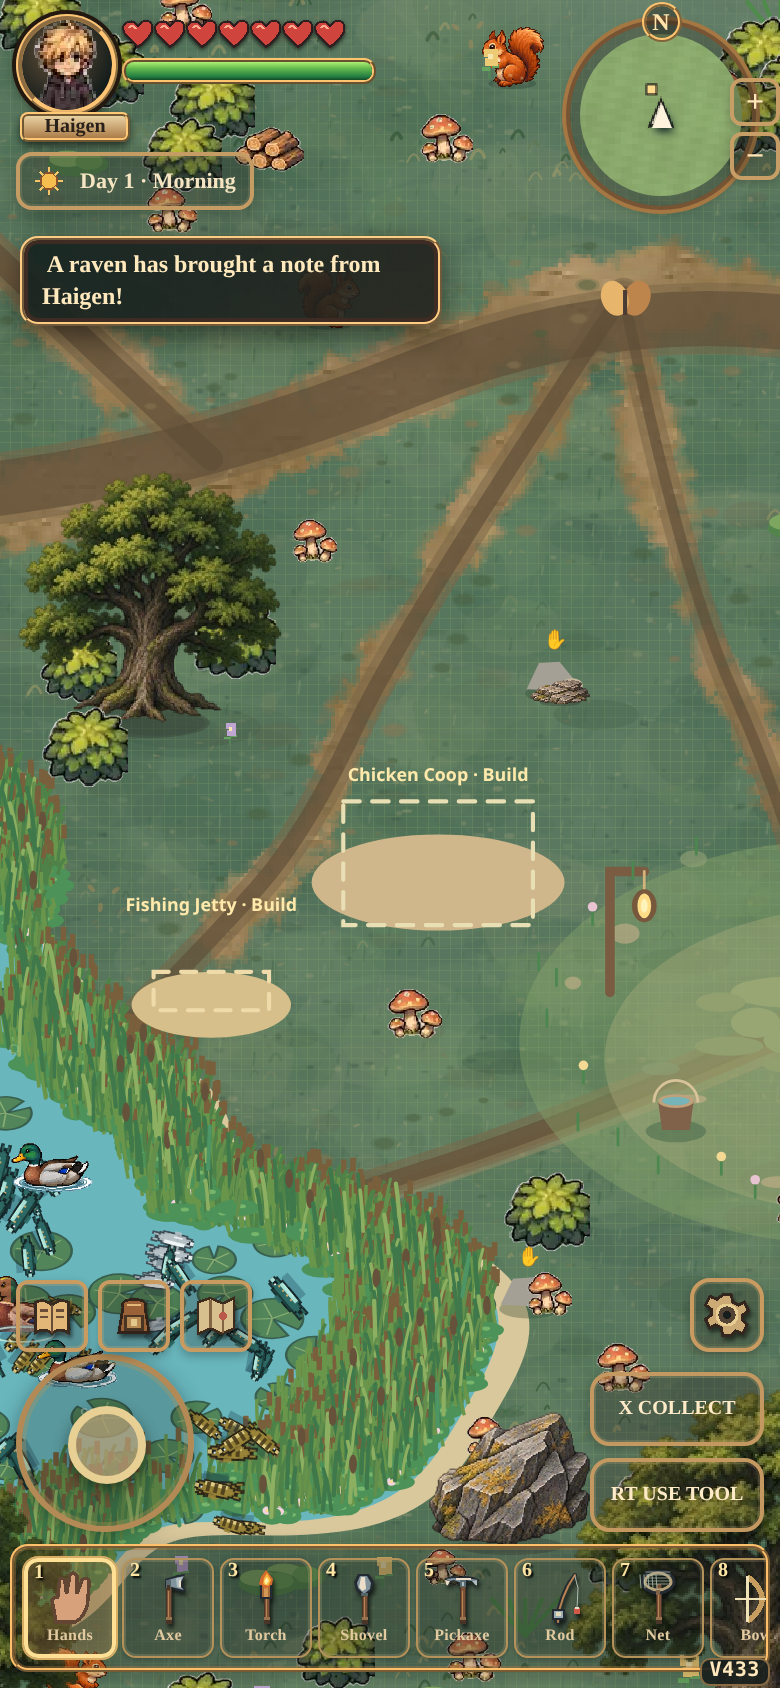 N
Haigen
+
−
Day 1 · Morning
A raven has brought a note from
Haigen!
Chicken Coop · Build
Fishing Jetty · Build
X COLLECT
RT USE TOOL
1
2
3
4
5
6
7
8
Hands
Axe
Torch
Shovel
Pickaxe
Rod
Net
Bow
V433